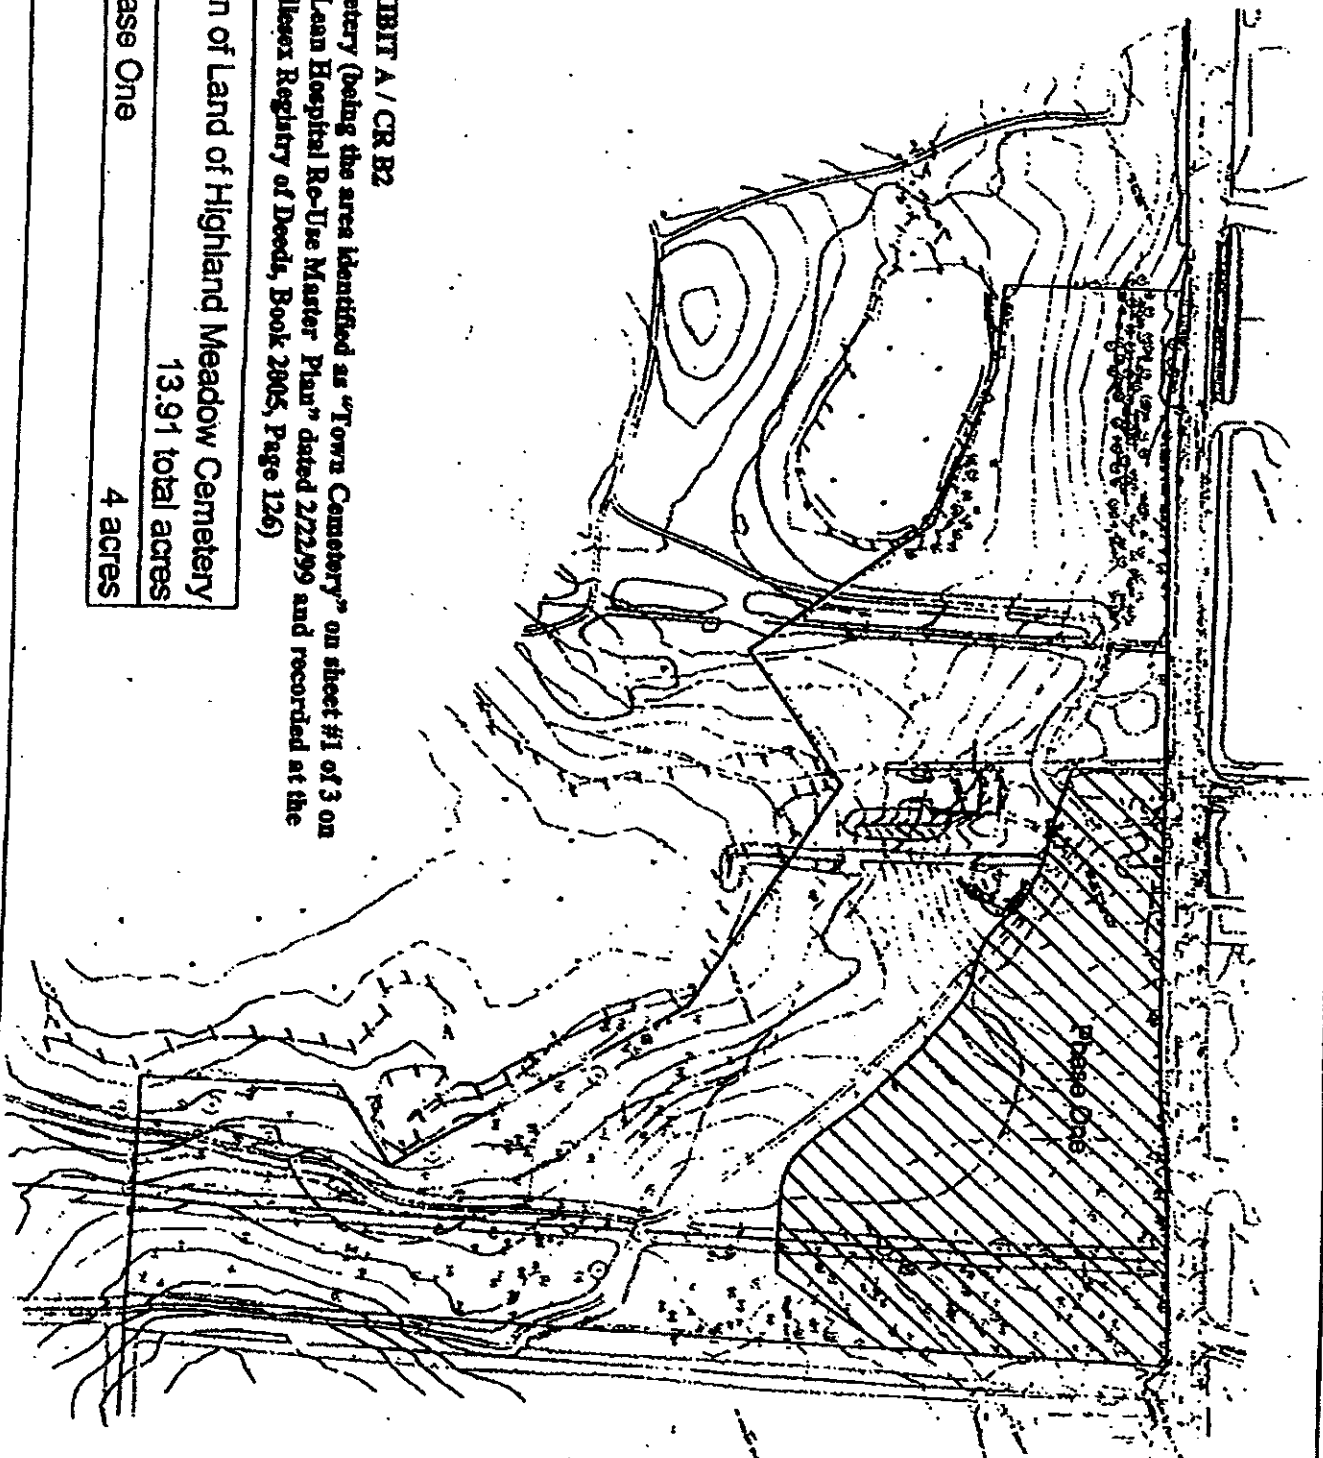 IBIT A / CR B2
etery (being the area identified as "Town Cemetery" on sheet #1 of 3 on
Lean Hospital Re-Use Master Plan" dated 2/22/99 and recorded at the
llesex Registry of Deeds, Book 2805, Page 126)
n of Land of Highland Meadow Cemetery
13.91 total acres
ase One 4 acres
Phase One